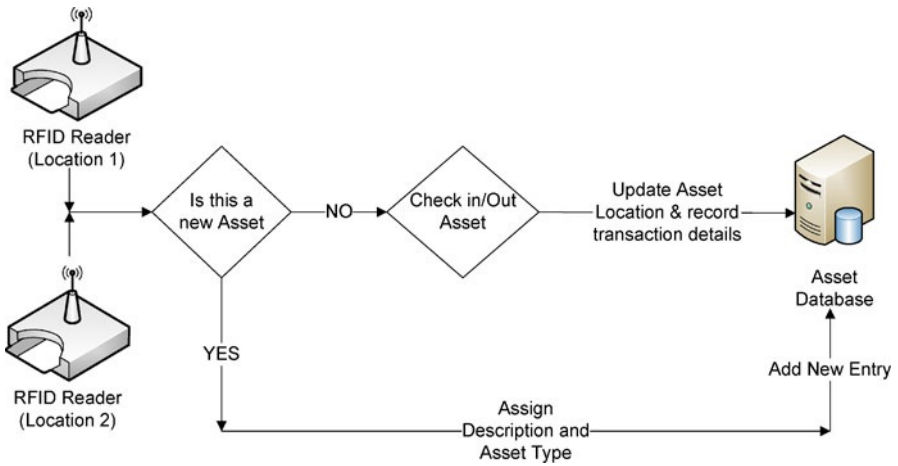 RFID Reader
(Location 1)
Is this a
new Asset
NO
Check in/Out
Asset
Update Asset
Location & record
transaction details
Asset
Database
RFID Reader
(Location 2)
YES
Add New Entry
Assign
Description and
Asset Type